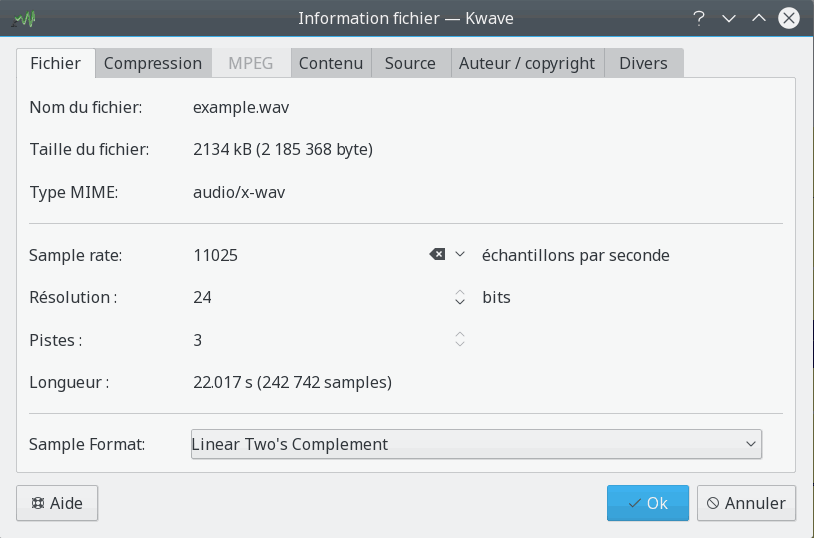 Information fichier — Kwave
Fichier Compression MPEG Contenu Source Auteur / copyright Divers
Nom du fichier: example.wav
Taille du fichier: 2134 kB (2 185 368 byte)
Type MIME: audio/x-wav
Sample rate: 11025 échantillons par seconde
Résolution : 24 bits
Pistes : 3
Longueur : 22.017 s (242 742 samples)
Sample Format: Linear Two's Complement
Aide Ok Annuler